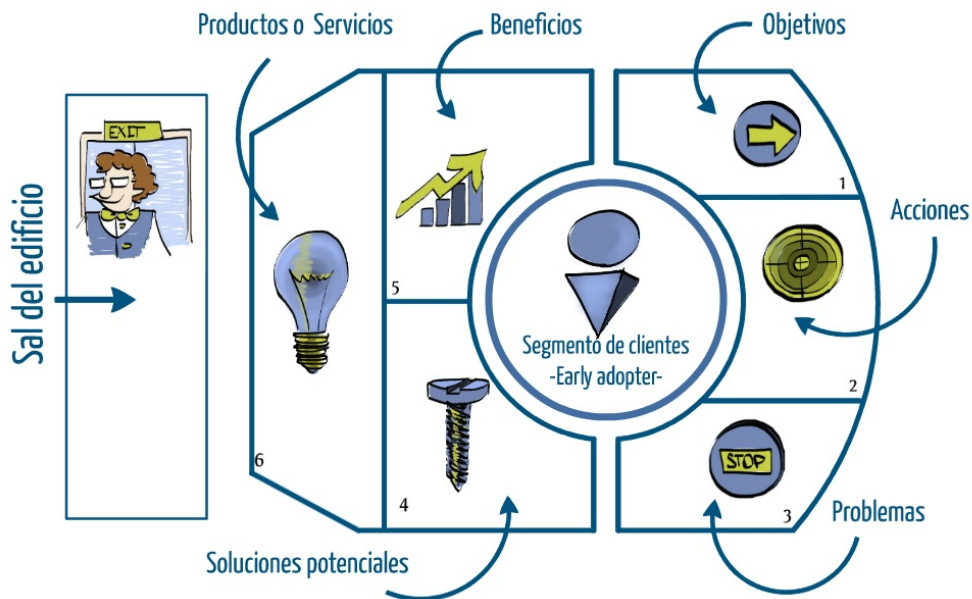 Productos o Servicios
Beneficios
Objetivos
EXIT
Sal del edificio
1
Acciones
5
Segmento de clientes
-Early adopter-
2
6
4
STOP
3
Problemas
Soluciones potenciales